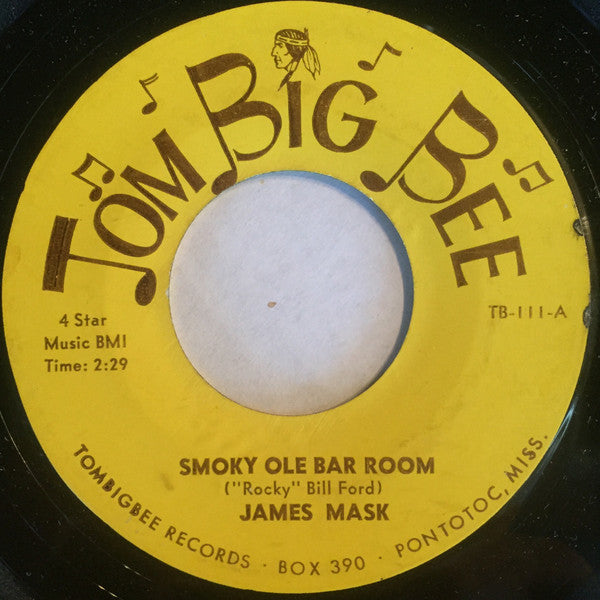 TOM BIG BEE
TB-111-A
4 Star
Music BMI
Time: 2:29
SMOKY OLE BAR ROOM
("Rocky" Bill Ford)
JAMES MASK
TOMBIGBEE RECORDS · BOX 390 · PONTOTOC, MISS.